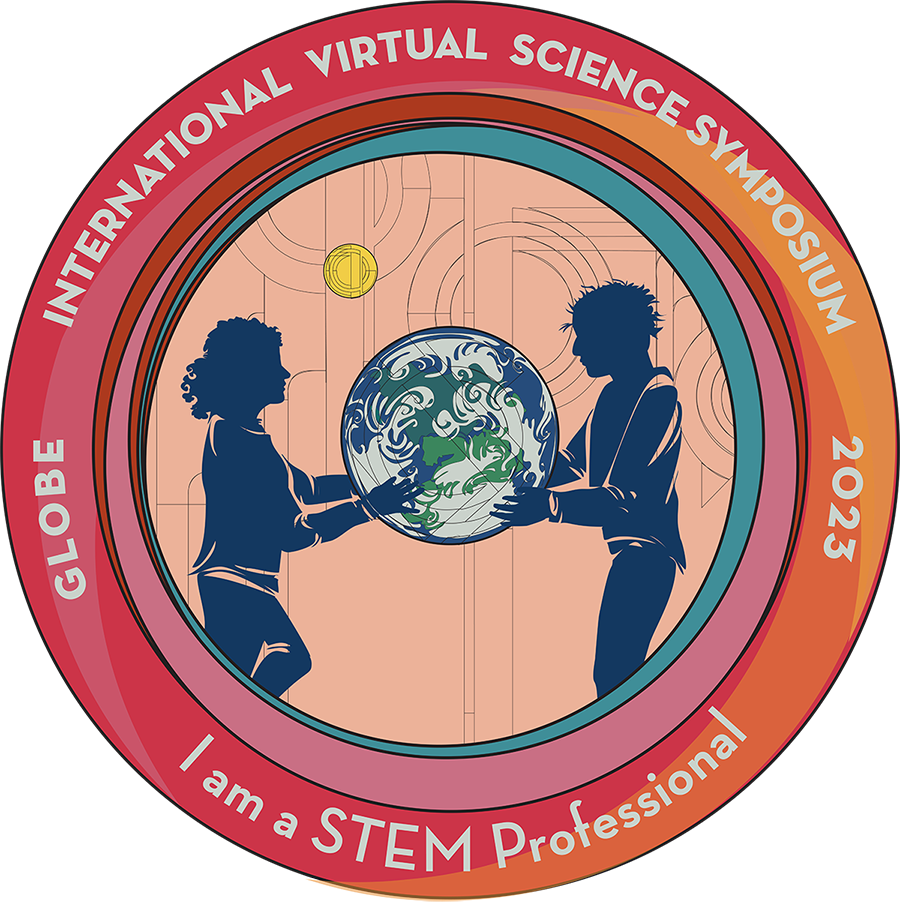 GLOBE INTERNATIONAL VIRTUAL SCIENCE SYMPOSIUM 2023
I am a STEM Professional